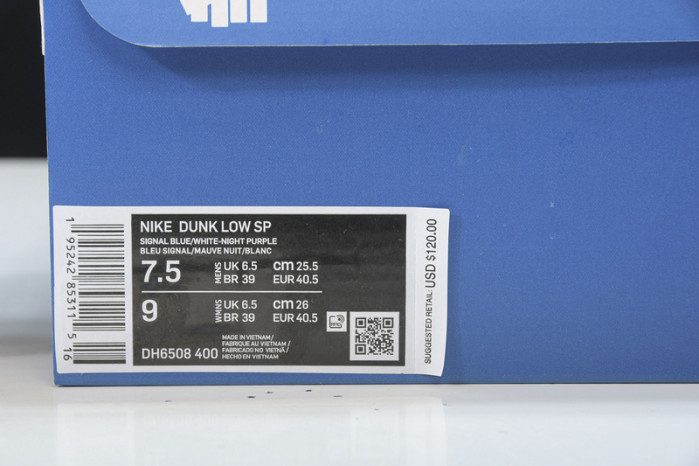 NIKE DUNK LOW SP
SIGNAL BLUE/WHITE-NIGHT PURPLE
BLEU SIGNAL/MAUVE NUIT/BLANC
7.5 MENS UK 6.5 cm 25.5
BR 39 EUR 40.5
9 WMNS UK 6.5 cm 26
BR 39 EUR 40.5
MADE IN VIETNAM/
FABRIQUE AU VIETNAM/
FABRICADO NO VIETNÃ/
HECHO EN VIETNAM
DH6508 400
1 95242 85311 5 16
SUGGESTED RETAIL: USD $120.00